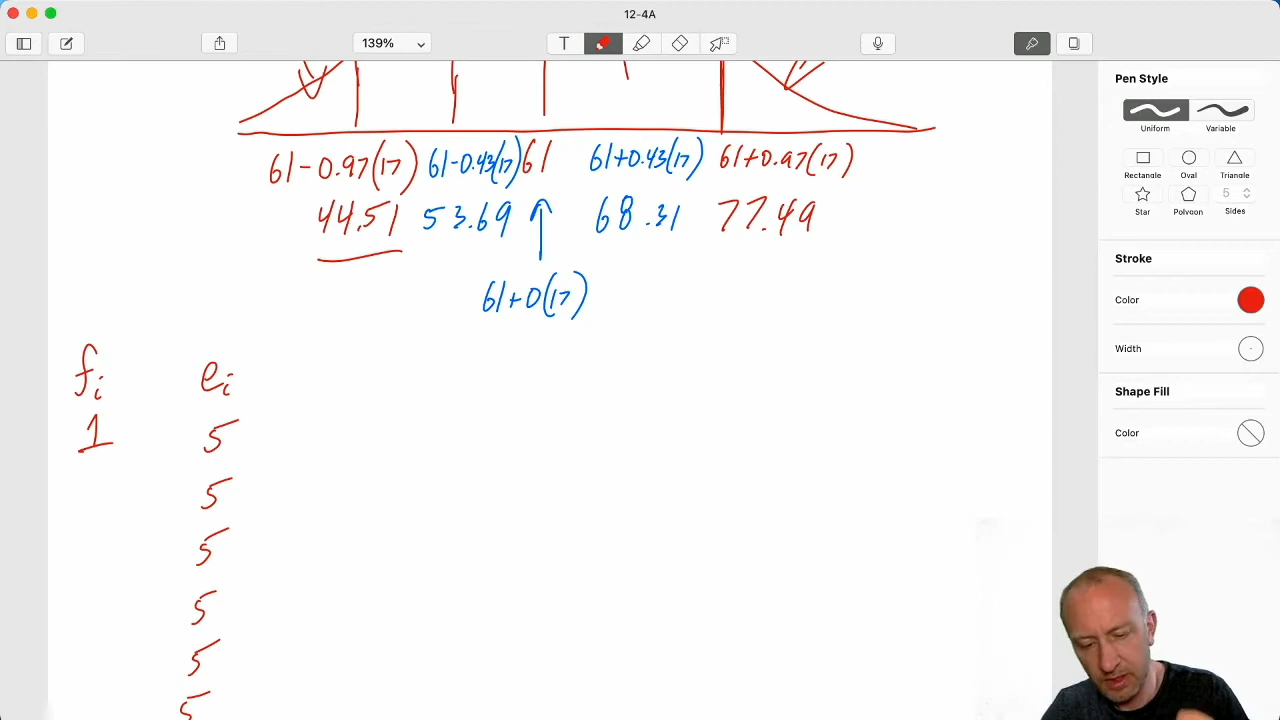 12-4A
139%
T
Pen Style
Uniform Variable
Rectangle Oval Triangle
Star Polygon Sides
5
Stroke
Color
Width
Shape Fill
Color
61-0.97(17) 61-0.43(17) 61 61+0.43(17) 61+0.97(17)
44.51 53.69 68.31 77.49
61+0(17)
fi ei
1 5
5
5
5
5
5